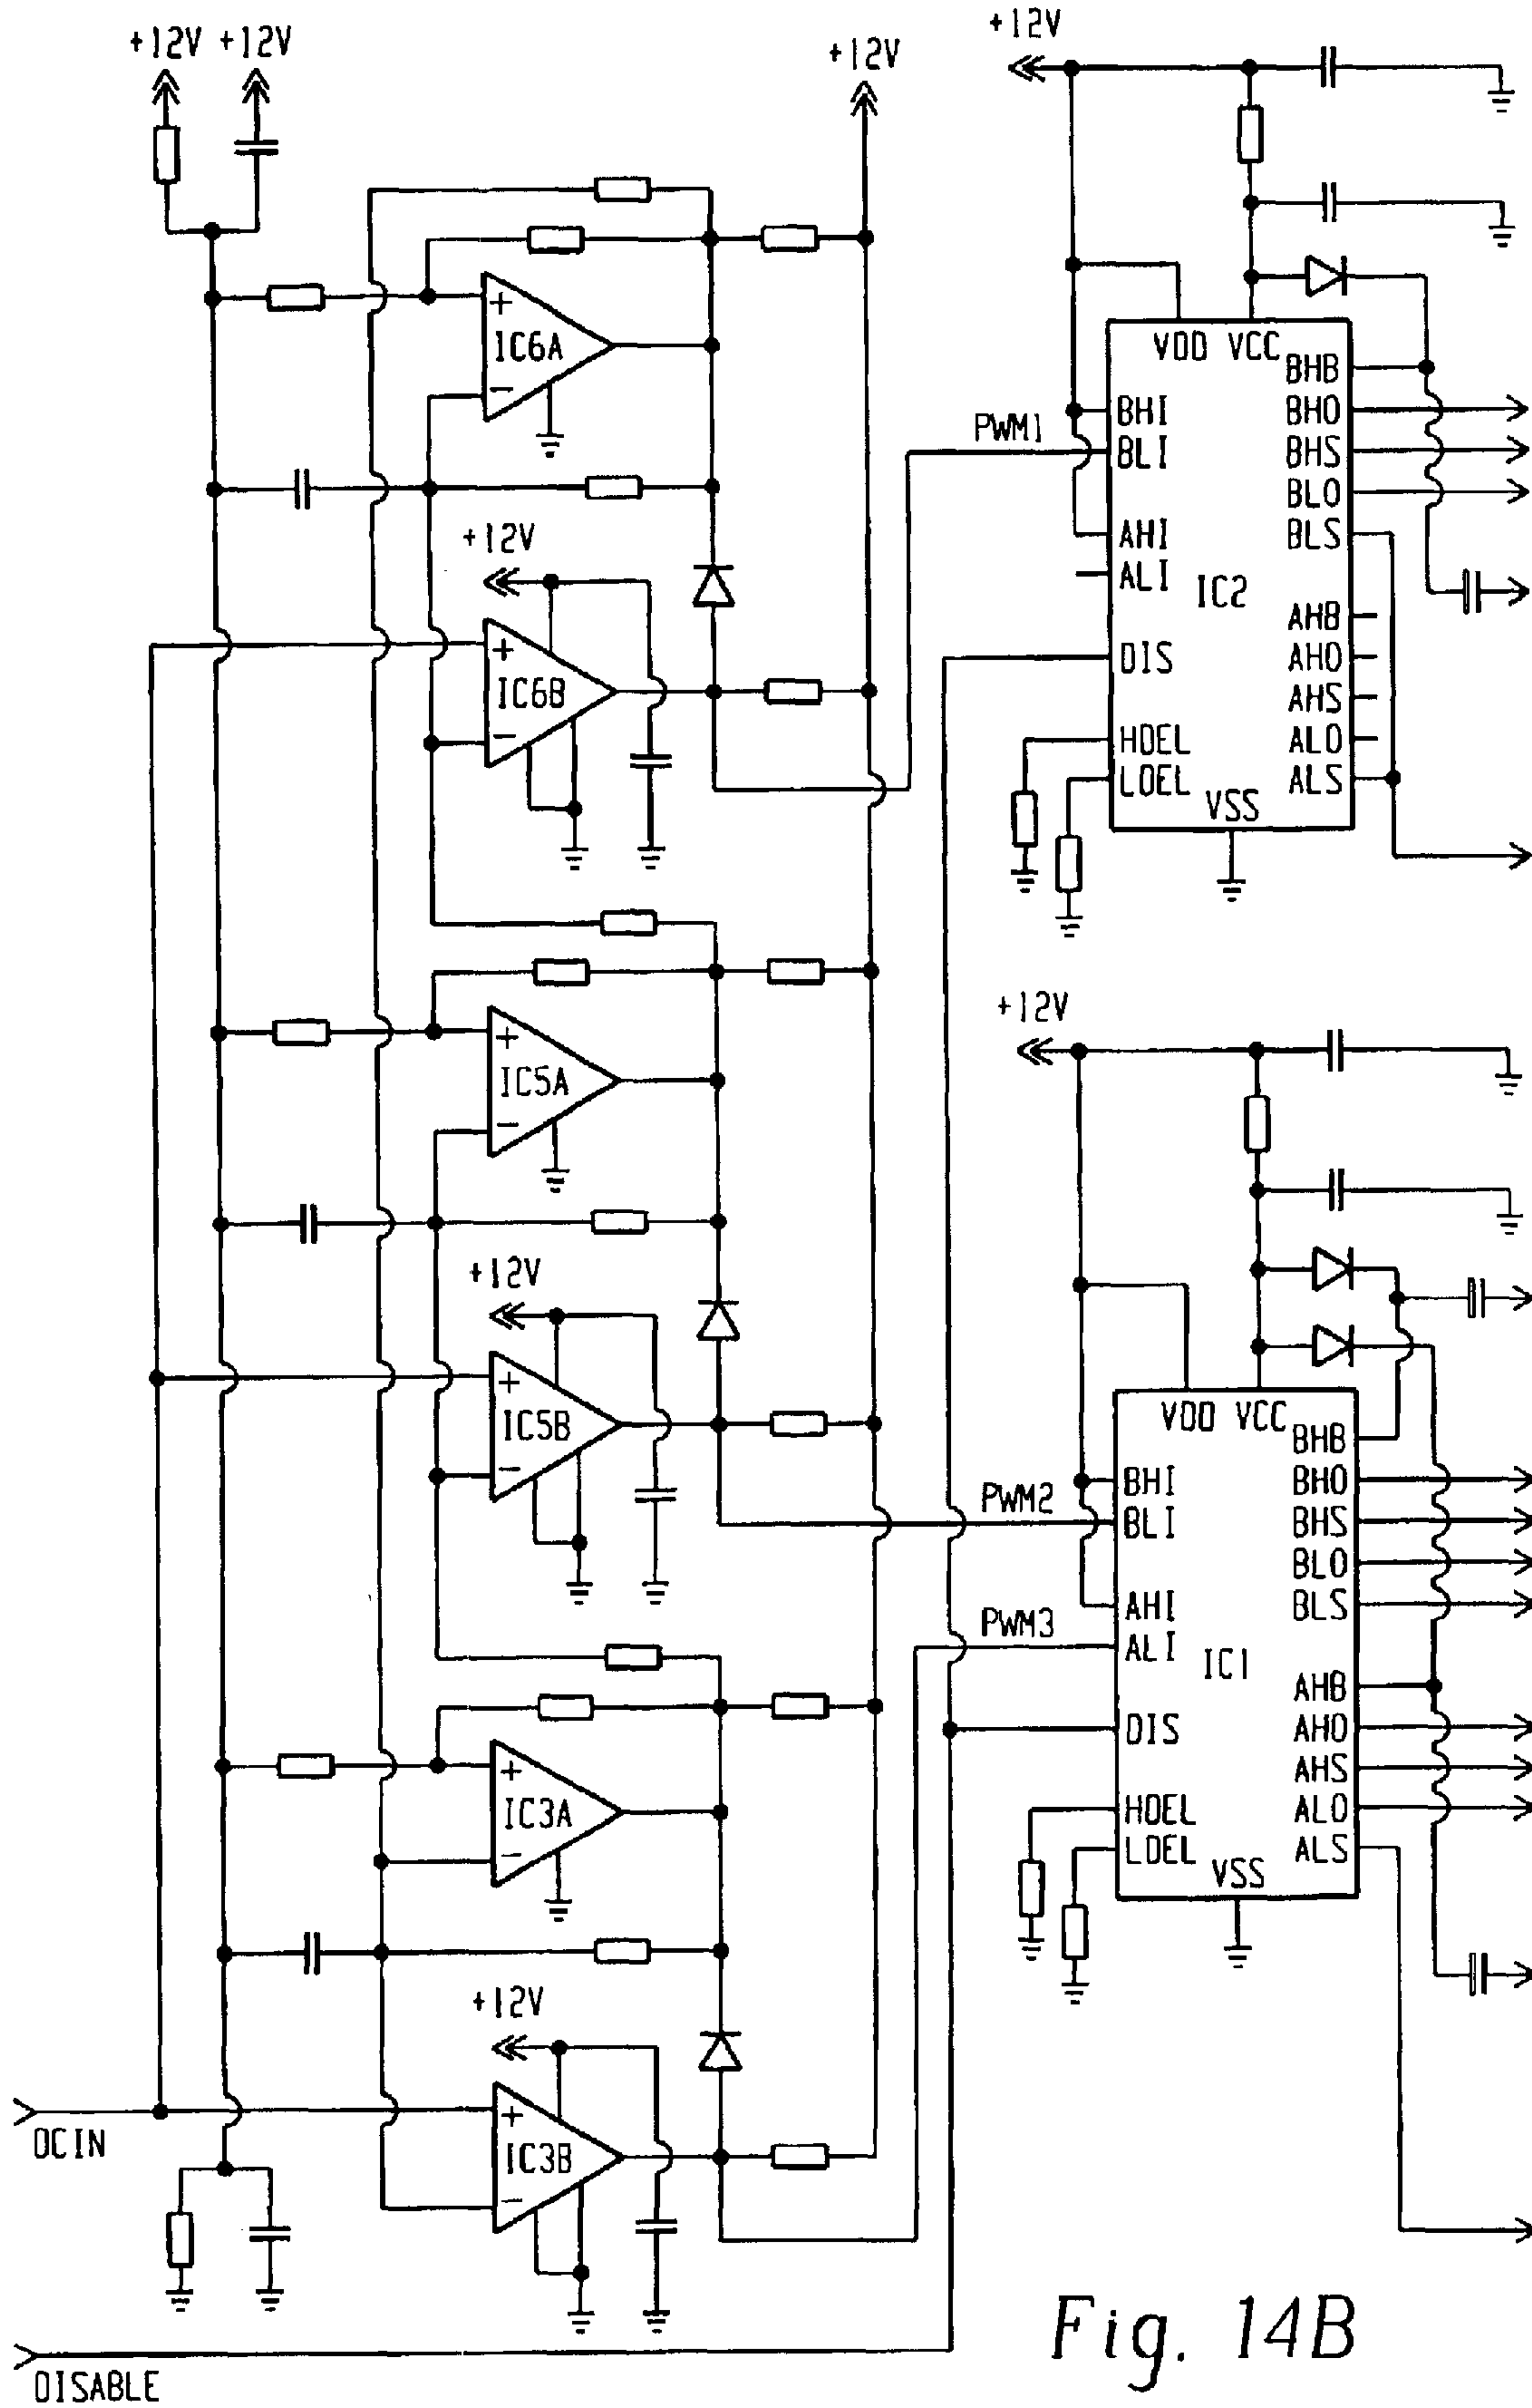 +12V +12V
+12V
+12V
IC6A
+
-
+12V
IC6B
+
-
IC5A
+
-
+12V
IC5B
+
-
IC3A
+
-
+12V
IC3B
+
-
DCIN
DISABLE
PWM1
VDD VCC
BHB
BHI
BHO
BLI
BHS
BLO
AHI
BLS
ALI
IC2
AHB
DIS
AHO
AHS
HDEL
ALO
LDEL
ALS
VSS
+12V
PWM2
PWM3
VDD VCC
BHB
BHI
BHO
BLI
BHS
BLO
AHI
BLS
ALI
IC1
AHB
DIS
AHO
AHS
HDEL
ALO
LDEL
ALS
VSS
Fig. 14B